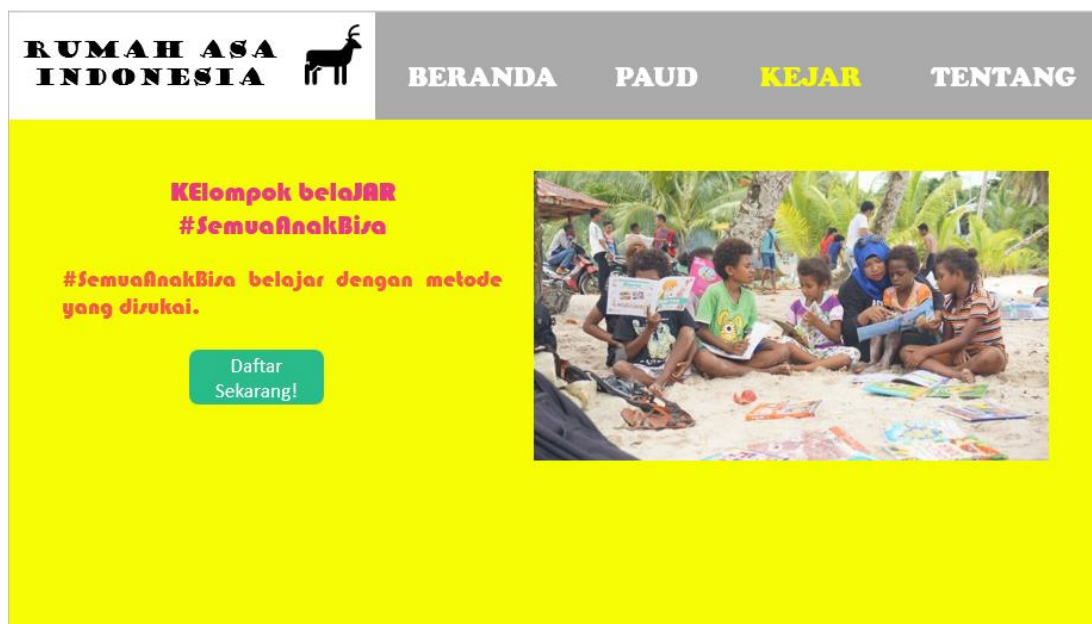 RUMAH ASA
INDONESIA
BERANDA
PAUD
KEJAR
TENTANG
KElompok belaJAR
#SemuaAnakBisa
#SemuaAnakBisa belajar dengan metode
yang disukai.
Daftar
Sekarang!